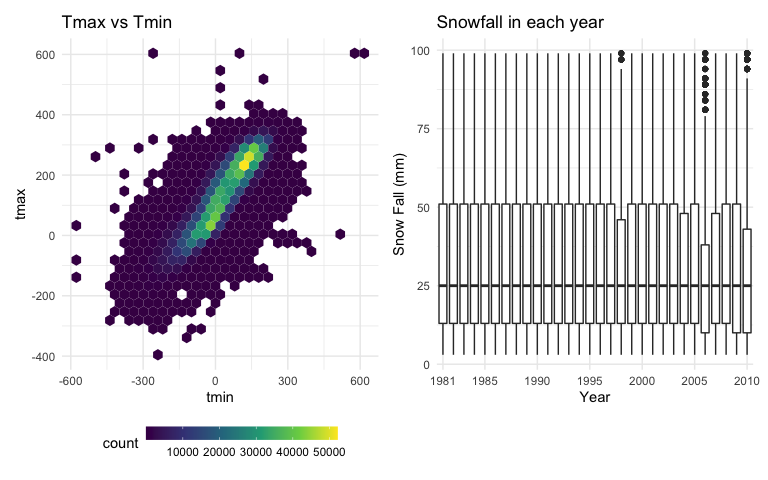 Tmax vs Tmin
600
400
200
0
-200
-400
tmax
-600
-300
0
300
600
tmin
count
10000 20000 30000 40000 50000
Snowfall in each year
100
75
50
25
0
Snow Fall (mm)
1981
1985
1990
1995
2000
2005
2010
Year